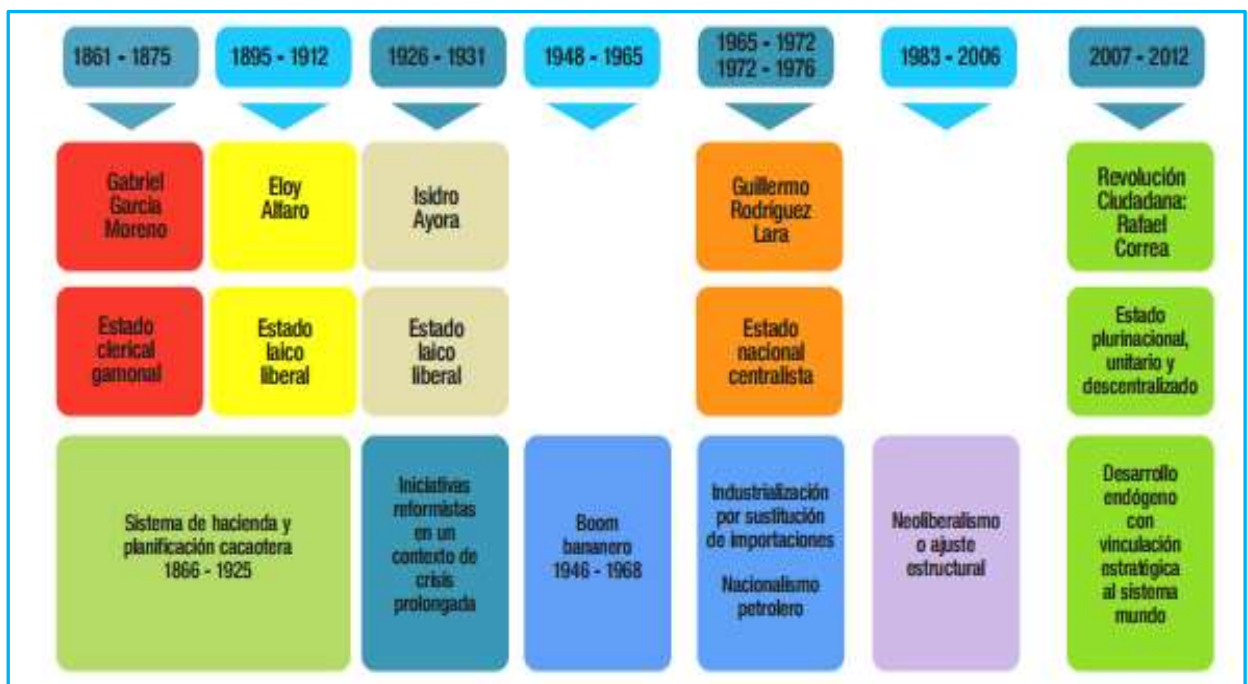 1861 - 1875
1895 - 1912
1926 - 1931
1948 - 1965
1965 - 1972
1972 - 1976
1983 - 2006
2007 - 2012
Gabriel
García
Moreno
Eloy
Alfaro
Isidro
Ayora
Guillermo
Rodríguez
Lara
Revolución
Ciudadana:
Rafael
Correa
Estado
clerical
gamonal
Estado
laico
liberal
Estado
laico
liberal
Estado
nacional
centralista
Estado
plurinacional,
unitario y
descentralizado
Sistema de hacienda y
planificación cacaotera
1866 - 1925
Iniciativas
reformistas
en un
contexto de
crisis
prolongada
Boom
bananero
1946 - 1968
Industrialización
por sustitución
de importaciones
Nacionalismo
petrolero
Neoliberalismo
o ajuste
estructural
Desarrollo
endógeno
con
vinculación
estratégica
al sistema
mundo